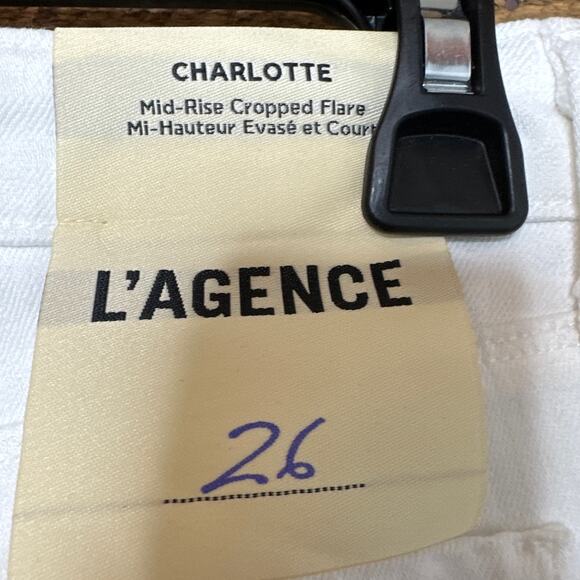 CHARLOTTE
Mid-Rise Cropped Flare
Mi-Hauteur Evasé et Court
L'AGENCE
26